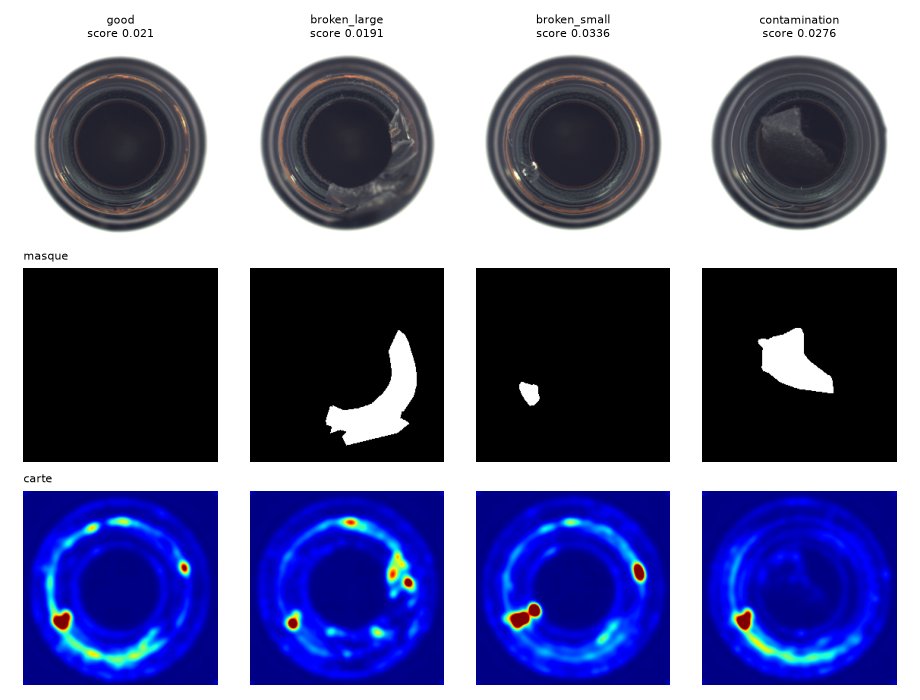 good
score 0.021
broken_large
score 0.0191
broken_small
score 0.0336
contamination
score 0.0276
masque
carte